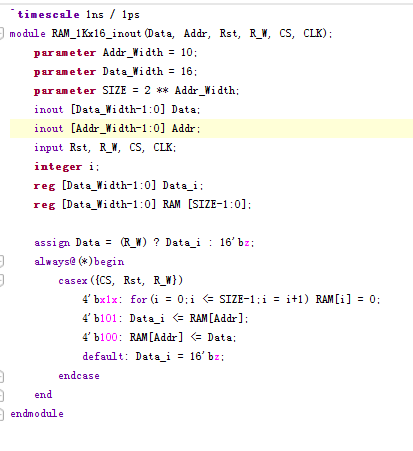 `timescale 1ns / 1ps
module RAM_1Kx16_inout(Data, Addr, Rst, R_W, CS, CLK);
    parameter Addr_Width = 10;
    parameter Data_Width = 16;
    parameter SIZE = 2 ** Addr_Width;
    inout [Data_Width-1:0] Data;
    inout [Addr_Width-1:0] Addr;
    input Rst, R_W, CS, CLK;
    integer i;
    reg [Data_Width-1:0] Data_i;
    reg [Data_Width-1:0] RAM [SIZE-1:0];
    assign Data = (R_W) ? Data_i : 16'bz;
    always@(*)begin
        casex({CS, Rst, R_W})
            4'bx1x: for(i = 0;i <= SIZE-1;i = i+1) RAM[i] = 0;
            4'b101: Data_i <= RAM[Addr];
            4'b100: RAM[Addr] <= Data;
            default: Data_i = 16'bz;
        endcase
    end
endmodule